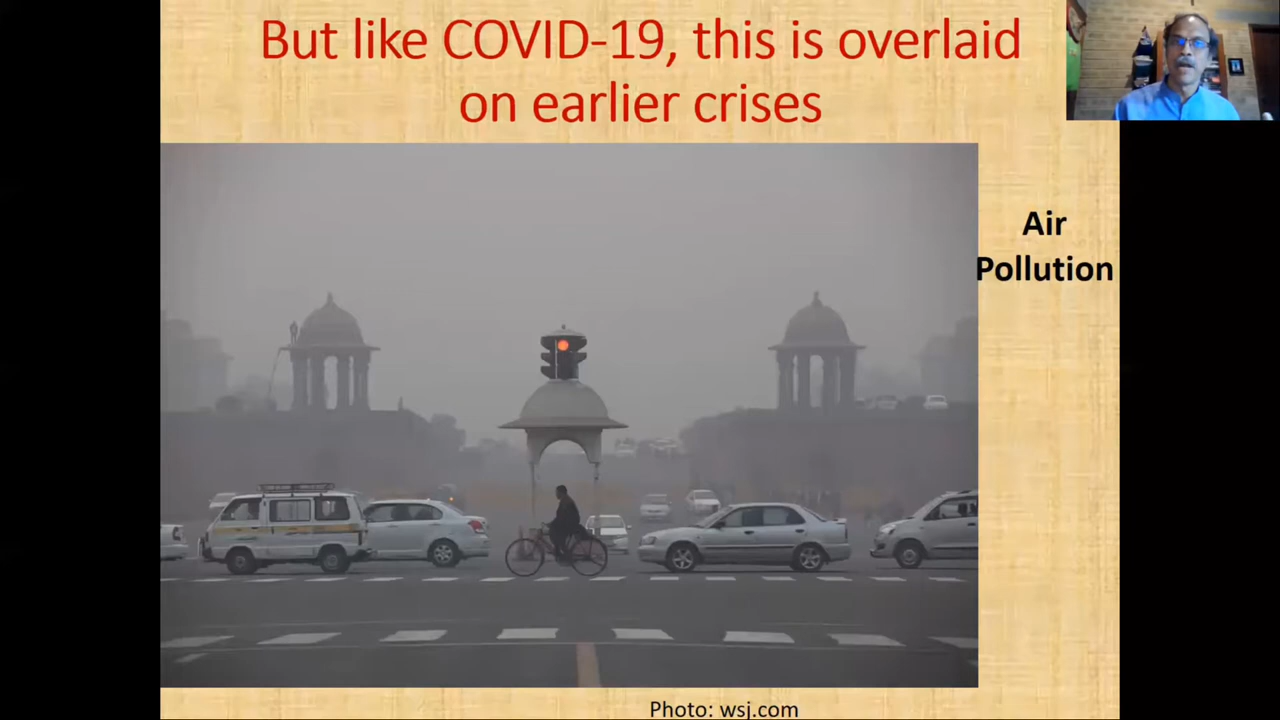 But like COVID-19, this is overlaid
on earlier crises
Air
Pollution
Photo: wsj.com